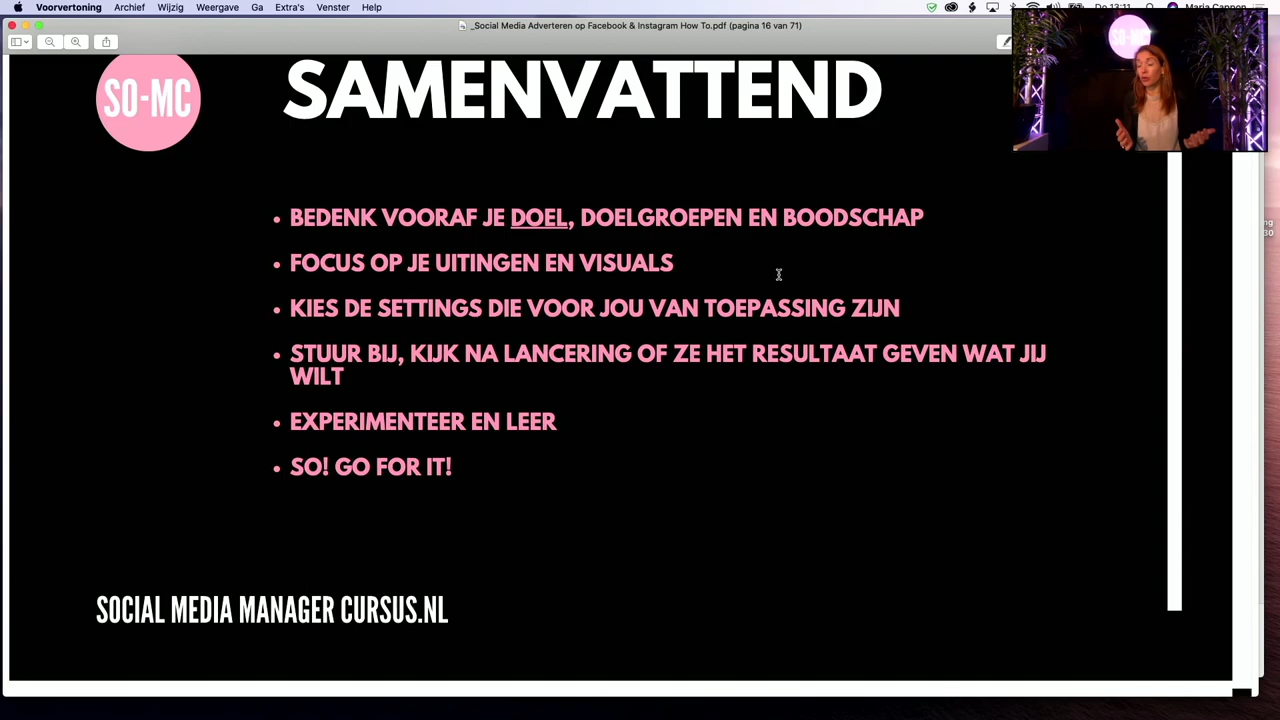 Voorvertoning Archief Wijzig Weergave Ga Extra's Venster Help
_Social Media Adverteren op Facebook & Instagram How To.pdf (pagina 16 van 71)
SO-MC
SAMENVATTEND
SO-MC
• BEDENK VOORAF JE DOEL, DOELGROEPEN EN BOODSCHAP
• FOCUS OP JE UITINGEN EN VISUALS
• KIES DE SETTINGS DIE VOOR JOU VAN TOEPASSING ZIJN
• STUUR BIJ, KIJK NA LANCERING OF ZE HET RESULTAAT GEVEN WAT JIJ
WILT
• EXPERIMENTEER EN LEER
• SO! GO FOR IT!
SOCIAL MEDIA MANAGER CURSUS.NL